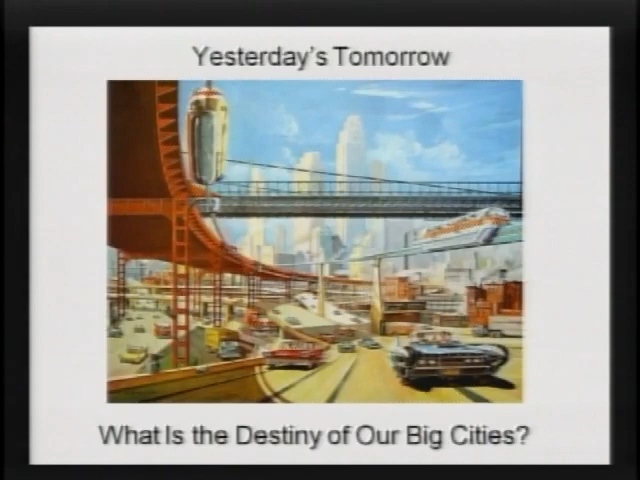 Yesterday's Tomorrow
What Is the Destiny of Our Big Cities?